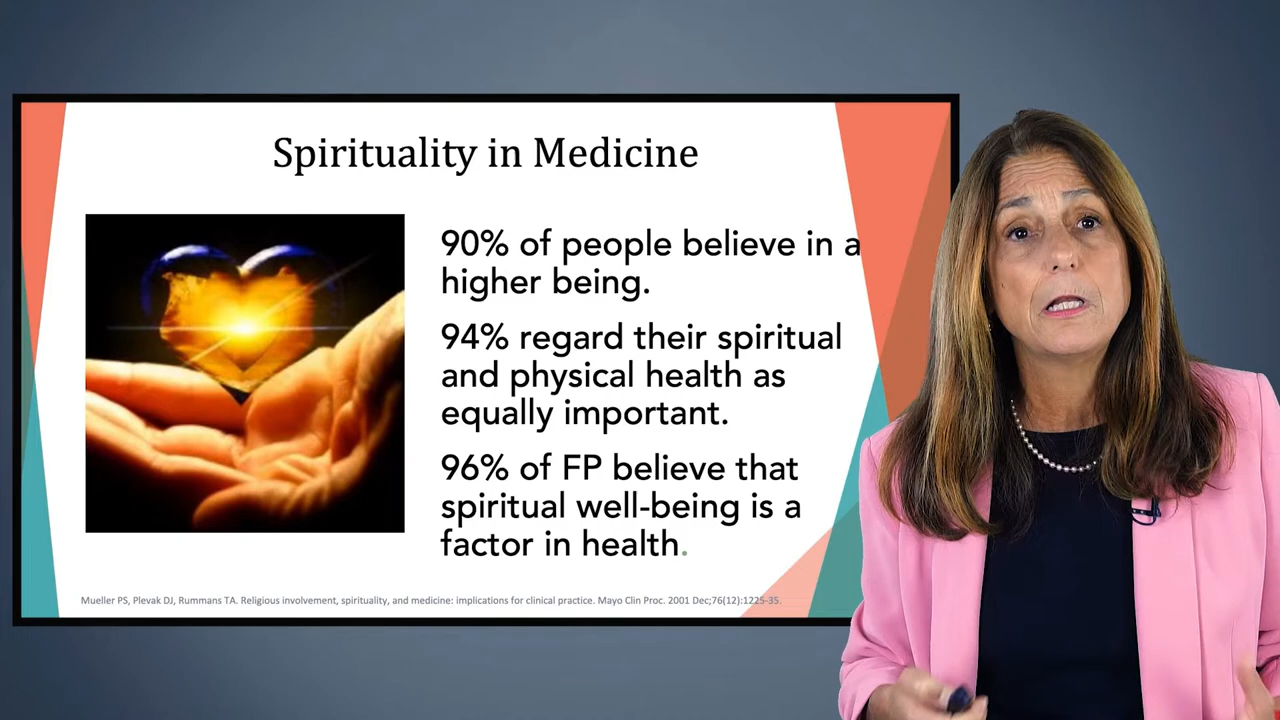 Spirituality in Medicine
90% of people believe in a
higher being.
94% regard their spiritual
and physical health as
equally important.
96% of FP believe that
spiritual well-being is a
factor in health.
Mueller PS, Plevak DJ, Rummans TA. Religious involvement, spirituality, and medicine: implications for clinical practice. Mayo Clin Proc. 2001 Dec;76(12):1225-35.